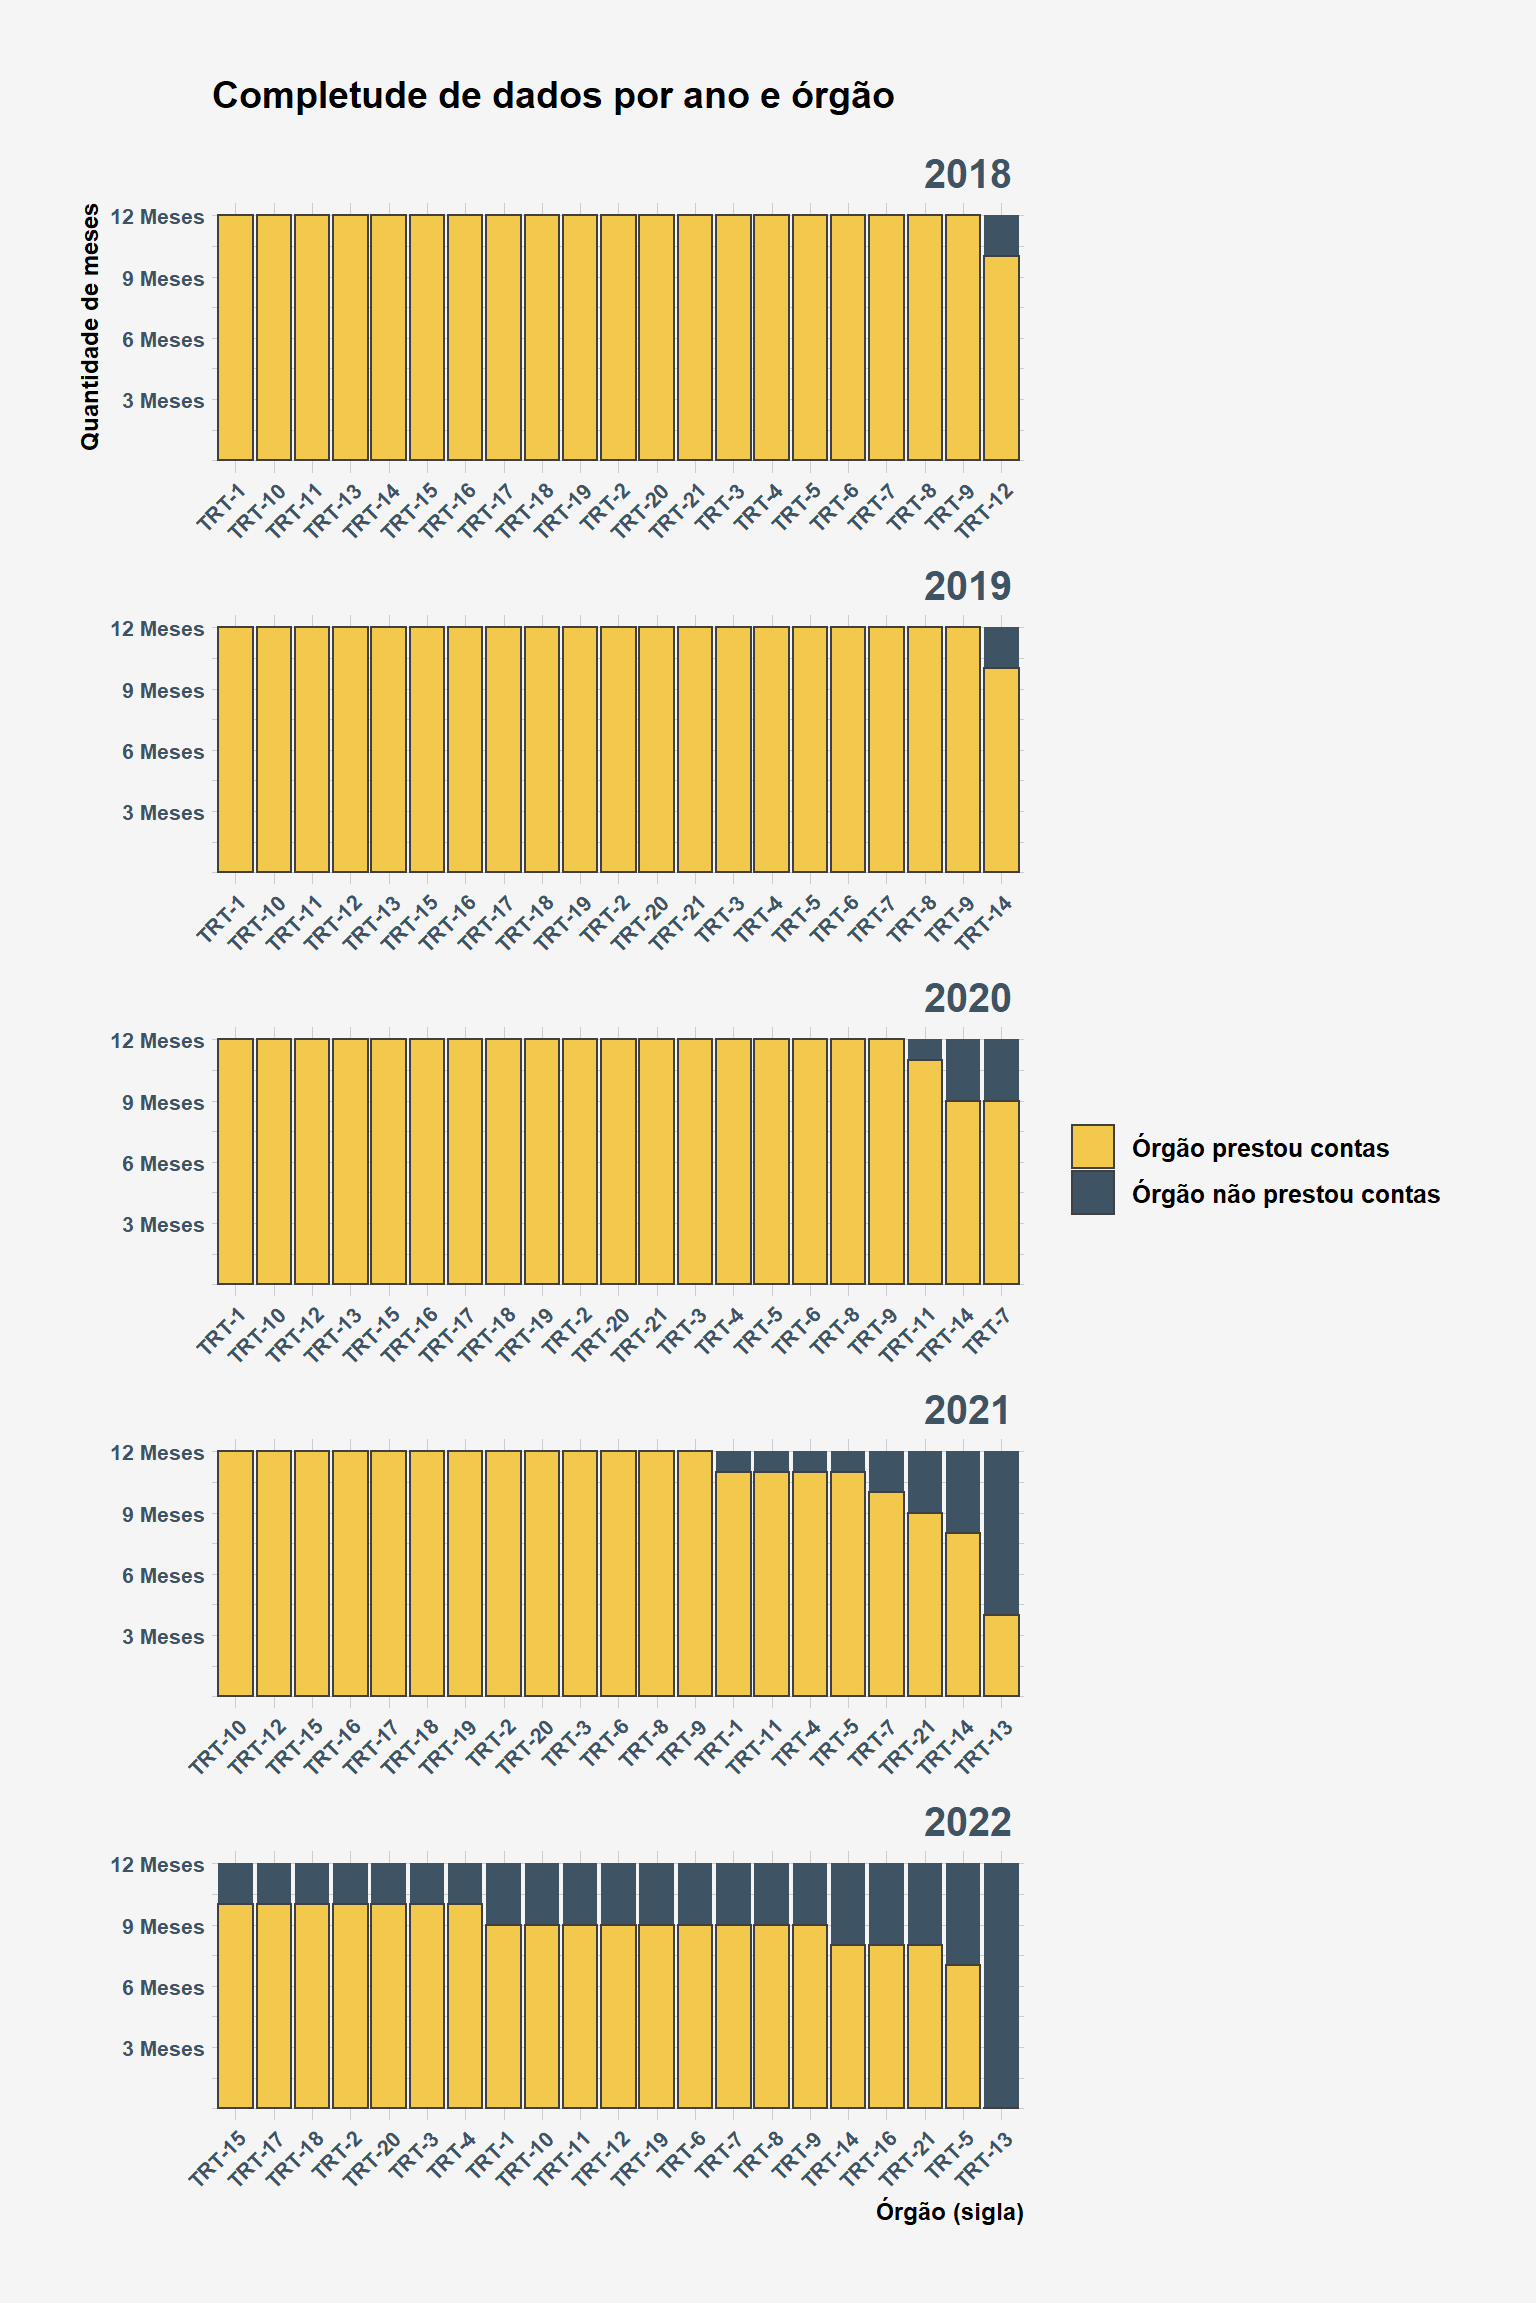 Completude de dados por ano e órgão
2018
Quantidade de meses
12 Meses
9 Meses
6 Meses
3 Meses
TRT-1 TRT-10 TRT-11 TRT-13 TRT-14 TRT-15 TRT-16 TRT-17 TRT-18 TRT-19 TRT-2 TRT-20 TRT-21 TRT-3 TRT-4 TRT-5 TRT-6 TRT-7 TRT-8 TRT-9 TRT-12
2019
12 Meses
9 Meses
6 Meses
3 Meses
TRT-1 TRT-10 TRT-11 TRT-12 TRT-13 TRT-15 TRT-16 TRT-17 TRT-18 TRT-19 TRT-2 TRT-20 TRT-21 TRT-3 TRT-4 TRT-5 TRT-6 TRT-7 TRT-8 TRT-9 TRT-14
2020
12 Meses
9 Meses
6 Meses
3 Meses
TRT-1 TRT-10 TRT-12 TRT-13 TRT-15 TRT-16 TRT-17 TRT-18 TRT-19 TRT-2 TRT-20 TRT-21 TRT-3 TRT-4 TRT-5 TRT-6 TRT-8 TRT-9 TRT-11 TRT-14 TRT-7
Órgão prestou contas
Órgão não prestou contas
2021
12 Meses
9 Meses
6 Meses
3 Meses
TRT-10 TRT-12 TRT-15 TRT-16 TRT-17 TRT-18 TRT-19 TRT-2 TRT-20 TRT-3 TRT-6 TRT-8 TRT-9 TRT-1 TRT-11 TRT-4 TRT-5 TRT-7 TRT-21 TRT-14 TRT-13
2022
12 Meses
9 Meses
6 Meses
3 Meses
TRT-15 TRT-17 TRT-18 TRT-2 TRT-20 TRT-3 TRT-4 TRT-1 TRT-10 TRT-11 TRT-12 TRT-19 TRT-6 TRT-7 TRT-8 TRT-9 TRT-14 TRT-16 TRT-21 TRT-5 TRT-13
Órgão (sigla)